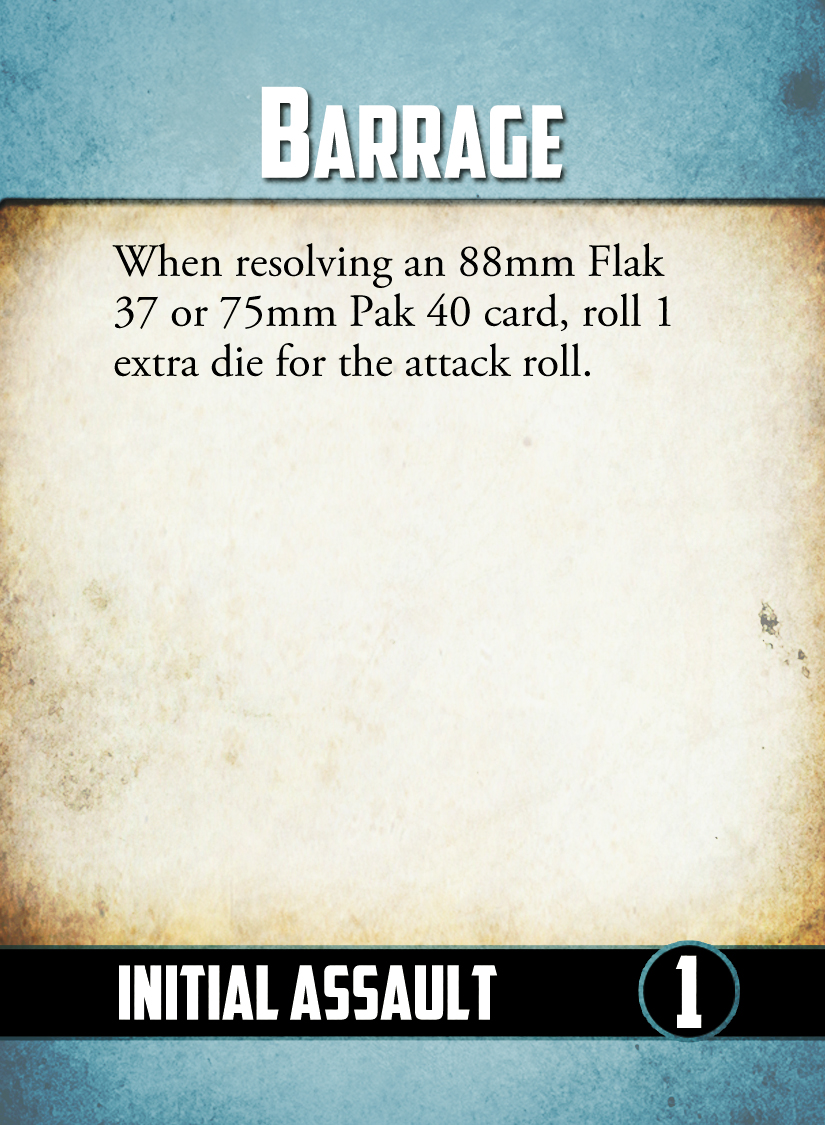 BARRAGE
When resolving an 88mm Flak
37 or 75mm Pak 40 card, roll 1
extra die for the attack roll.
INITIAL ASSAULT
1